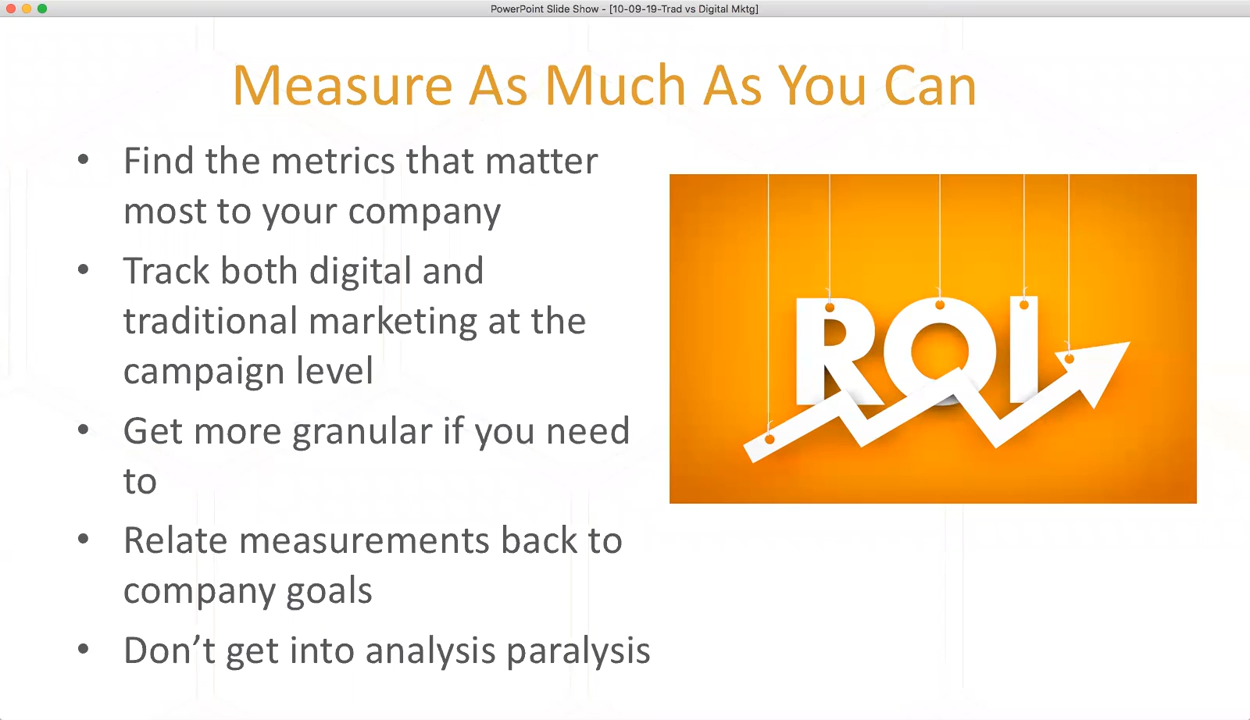 PowerPoint Slide Show - [10-09-19-Trad vs Digital Mktg]
Measure As Much As You Can
• Find the metrics that matter
most to your company
• Track both digital and
traditional marketing at the
campaign level
• Get more granular if you need
to
• Relate measurements back to
company goals
• Don’t get into analysis paralysis
ROI